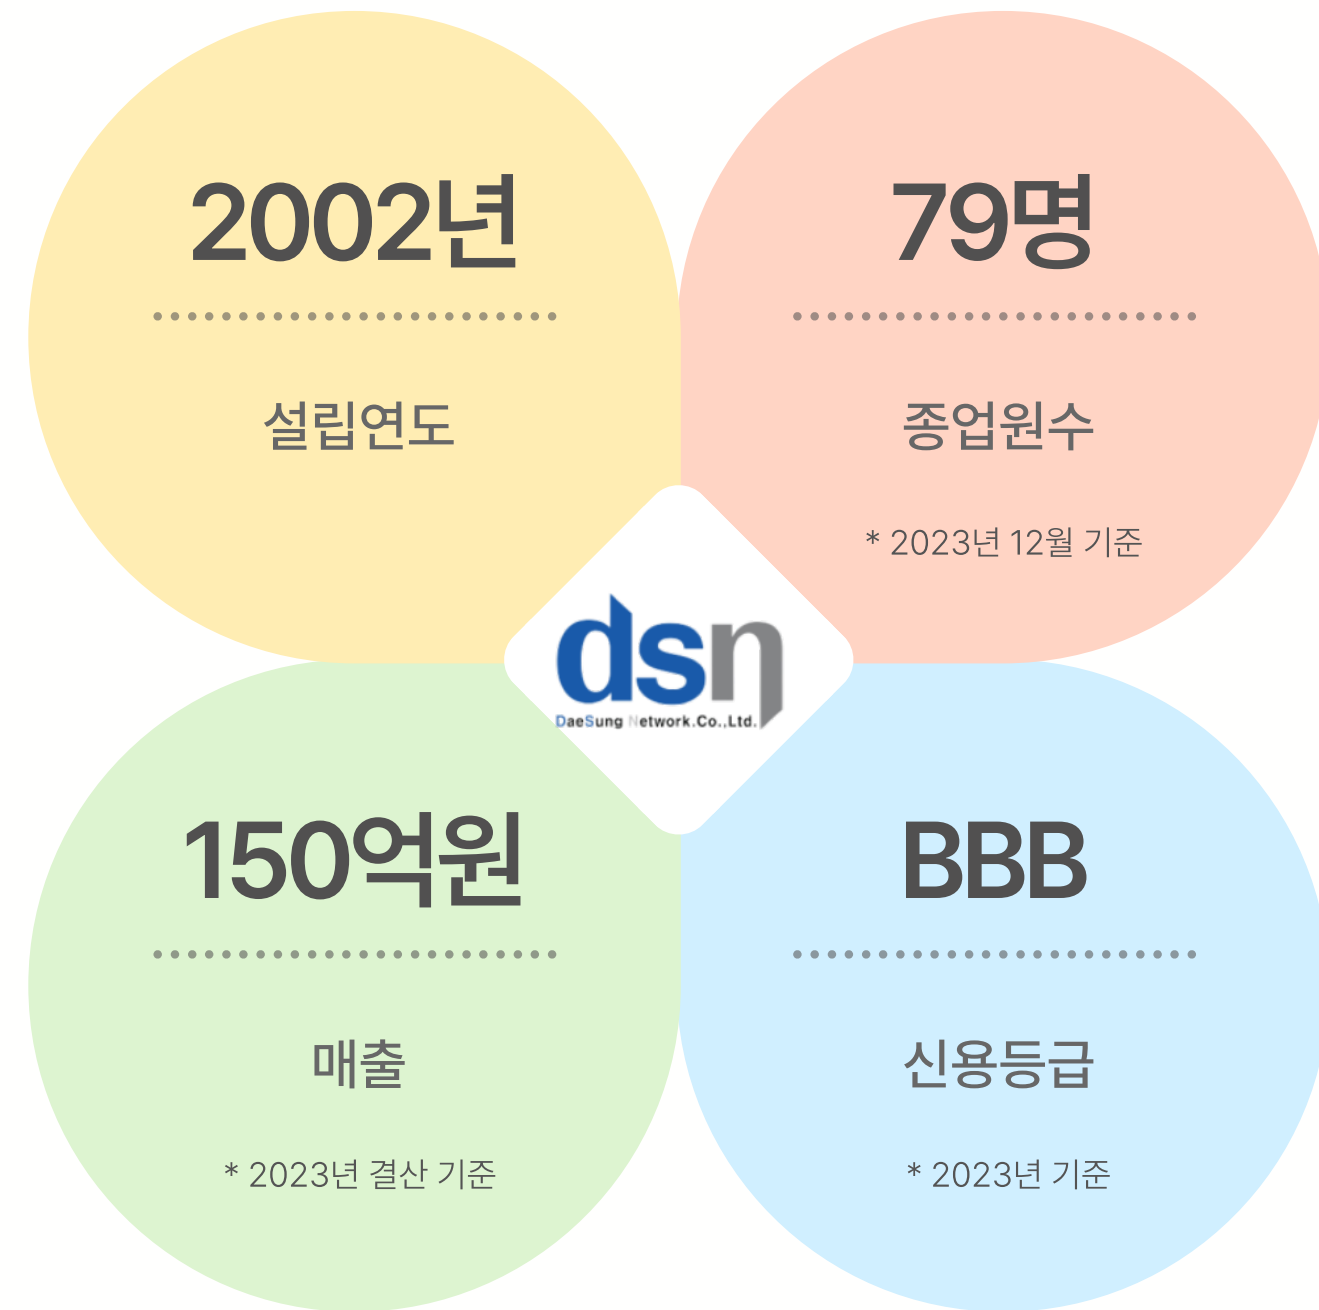 2002년
설립연도
79명
종업원수
* 2023년 12월 기준
dsn
DaeSung Network.Co.,Ltd.
150억원
매출
* 2023년 결산 기준
BBB
신용등급
* 2023년 기준